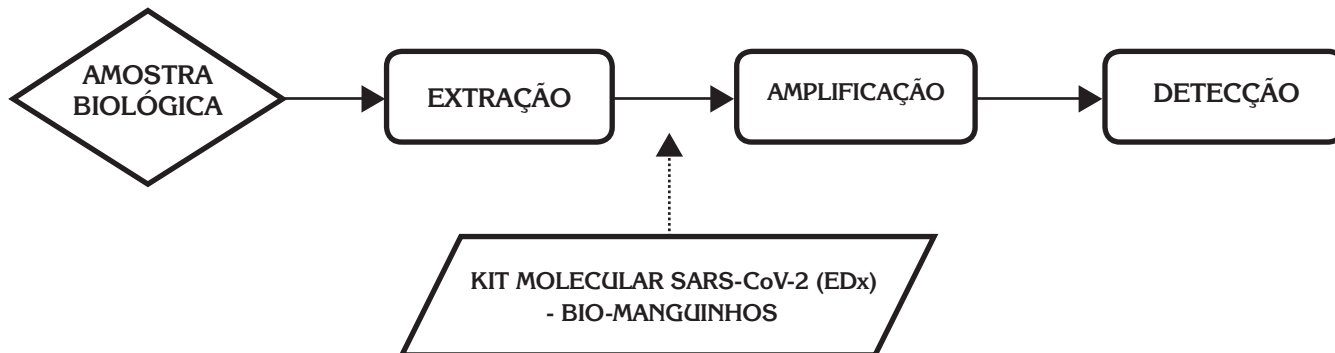 AMOSTRA
BIOLÓGICA
EXTRAÇÃO
AMPLIFICAÇÃO
DETECÇÃO
KIT MOLECULAR SARS-CoV-2 (EDx)
- BIO-MANGUINHOS